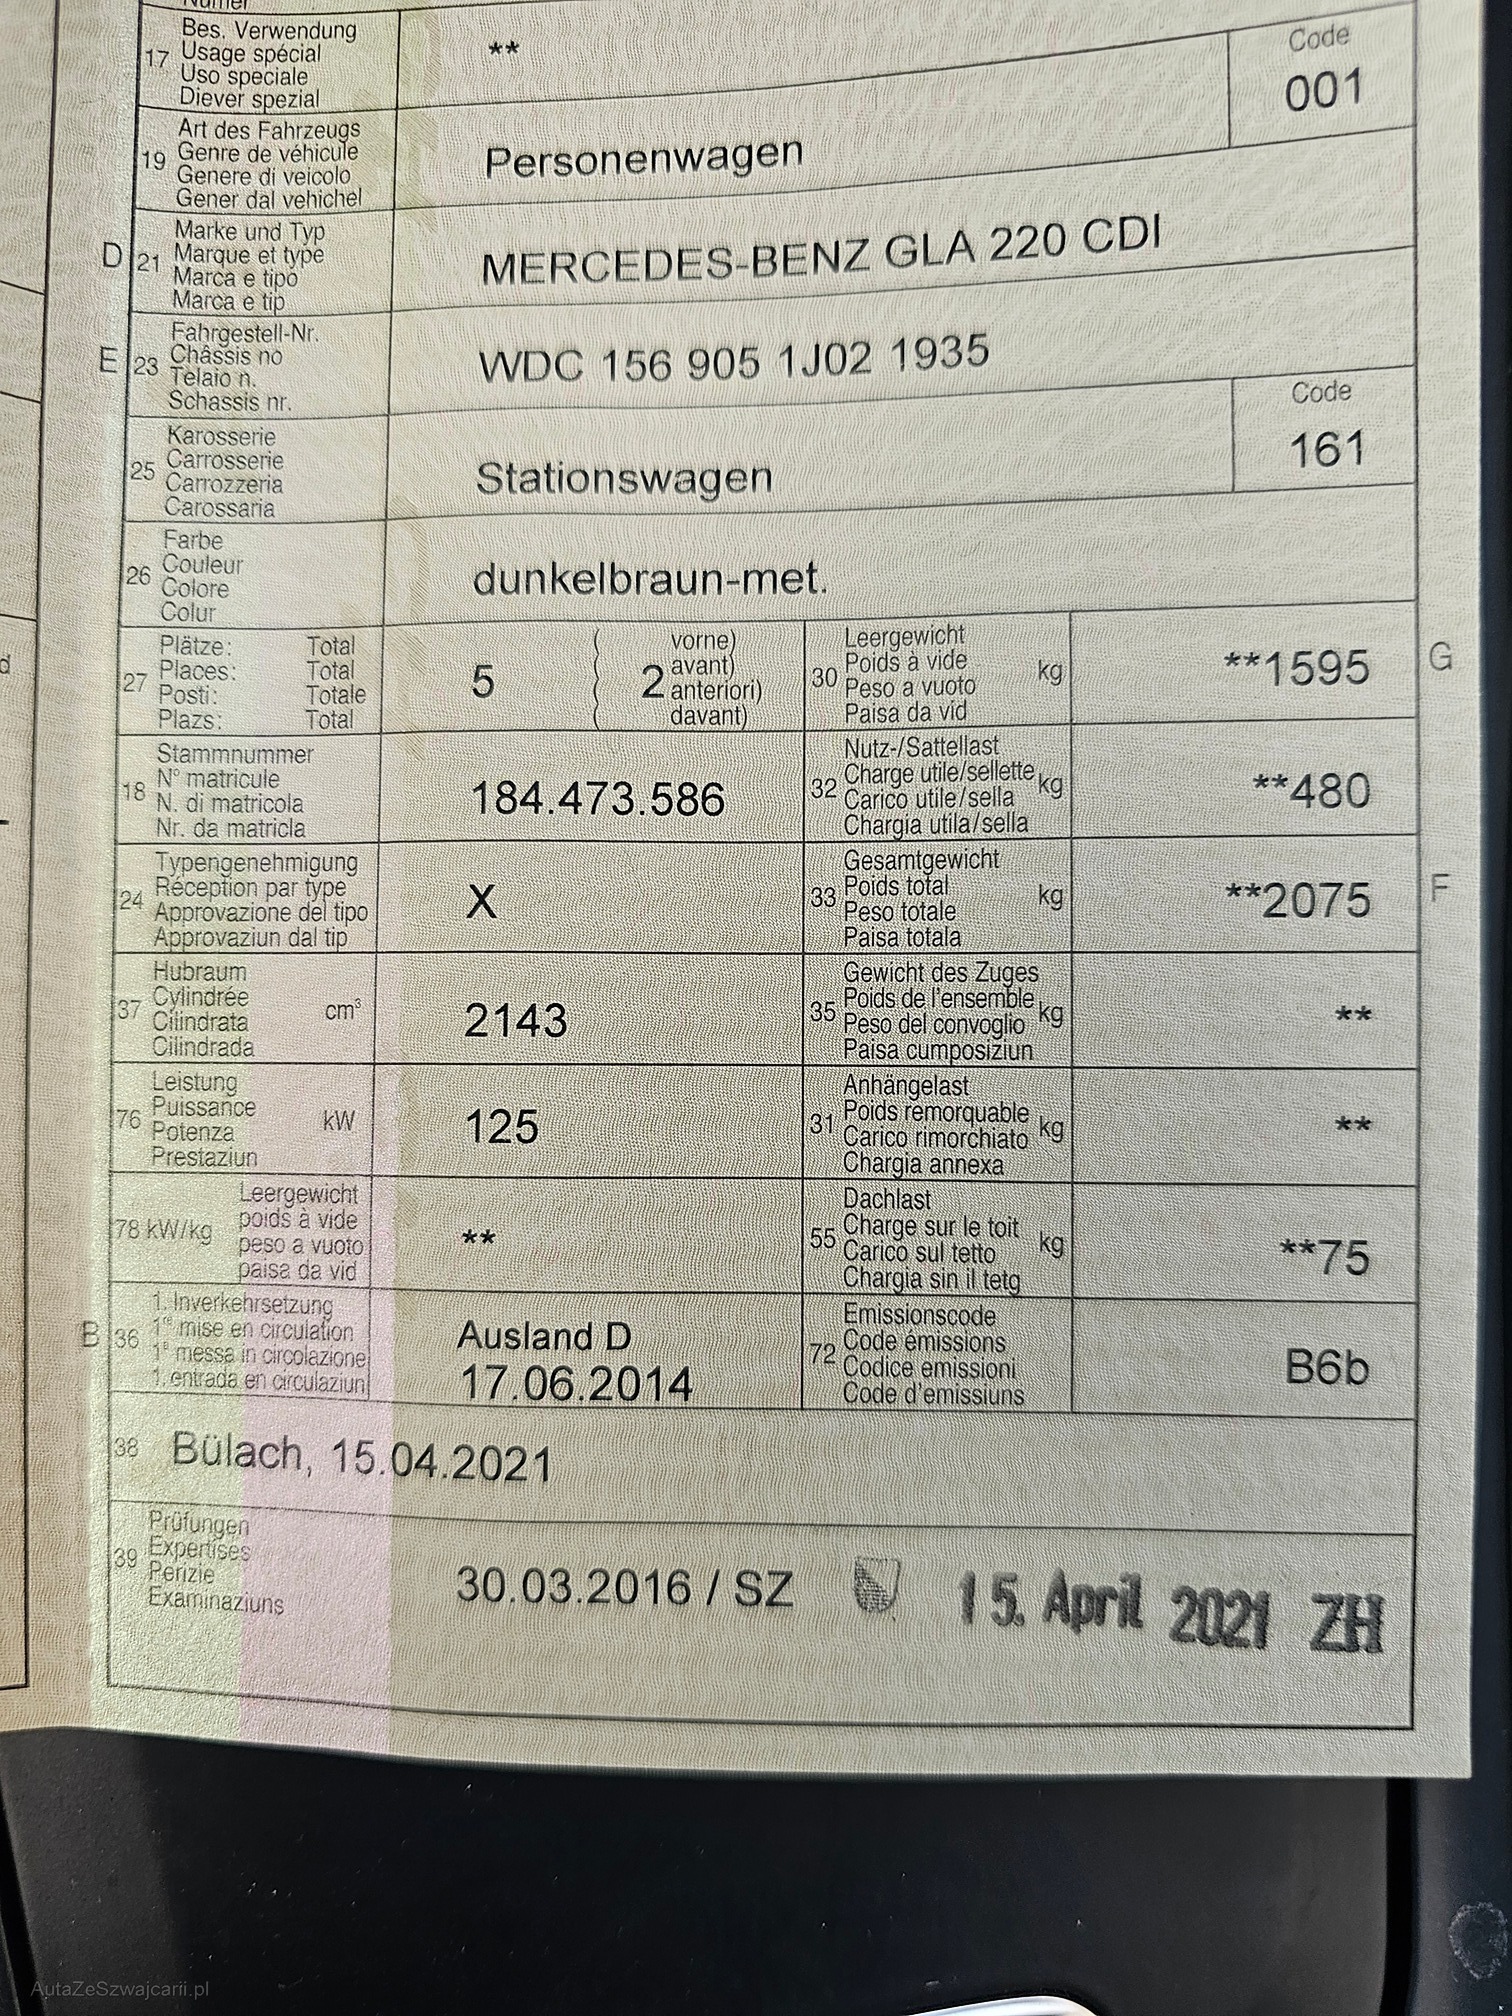 17 Bes. Verwendung
Usage spécial
Uso speciale
Diever spezial
**
Code
001
19 Art des Fahrzeugs
Genre de véhicule
Genere di veicolo
Gener dal vehichel
Personenwagen
D 21 Marke und Typ
Marque et type
Marca e tipo
Marca e tip
MERCEDES-BENZ GLA 220 CDI
E 23 Fahrgestell-Nr.
Châssis no
Telaio n.
Schassis nr.
WDC 156 905 1J02 1935
25 Karosserie
Carrosserie
Carrozzeria
Carossaria
Stationswagen
Code
161
26 Farbe
Couleur
Colore
Colur
dunkelbraun-met.
27 Plätze: Total
Places: Total
Posti: Totale
Plazs: Total
5
(2 vorne)
avant)
anteriori)
davant)
30 Leergewicht
Poids à vide kg
Peso a vuoto
Paisa da vid
**1595 G
18 Stammnummer
N° matricule
N. di matricola
Nr. da matricla
184.473.586
32 Nutz-/Sattellast
Charge utile/sellette kg
Carico utile/sella
Chargia utila/sella
**480
24 Typengenehmigung
Réception par type
Approvazione del tipo
Approvaziun dal tip
X
33 Gesamtgewicht
Poids total kg
Peso totale
Paisa totala
**2075 F
37 Hubraum
Cylindrée cm³
Cilindrata
Cilindrada
2143
35 Gewicht des Zuges
Poids de l'ensemble kg
Peso del convoglio
Paisa cumposiziun
**
76 Leistung
Puissance kW
Potenza
Prestaziun
125
31 Anhängelast
Poids remorquable kg
Carico rimorchiato
Chargia annexa
**
78 kW/kg Leergewicht
poids à vide
peso a vuoto
paisa da vid
**
55 Dachlast
Charge sur le toit kg
Carico sul tetto
Chargia sin il tetg
**75
B 36 1. Inverkehrsetzung
1re mise en circulation
1a messa in circolazione
1. entrada en circulaziun
Ausland D
17.06.2014
72 Emissionscode
Code émissions
Codice emissioni
Code d'emissiuns
B6b
38 Bülach, 15.04.2021
39 Prüfungen
Expertises
Perizie
Examinaziuns
30.03.2016 / SZ
15. April 2021 ZH
AutaZeSzwajcarii.pl